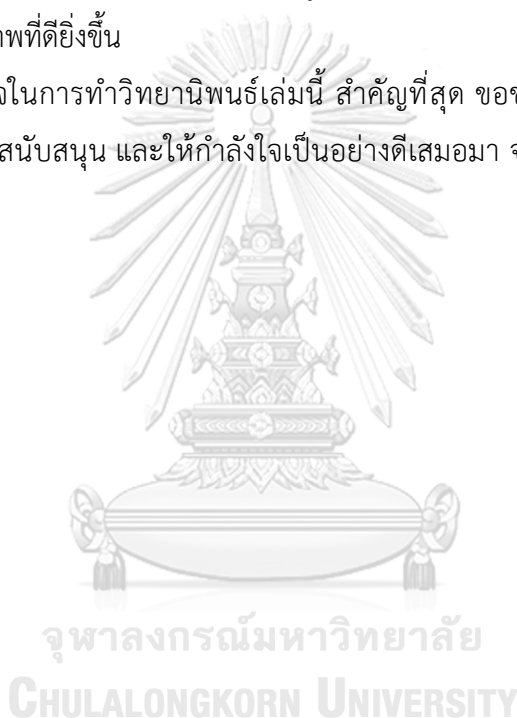 าพที่ดียิ่งขึ้น
จในการทำวิทยานิพนธ์เล่มนี้ สำคัญที่สุด ขอข
สนับสนุน และให้กำลังใจเป็นอย่างดีเสมอมา จ
จุฬาลงกรณ์มหาวิทยาลัย
CHULALONGKORN UNIVERSITY